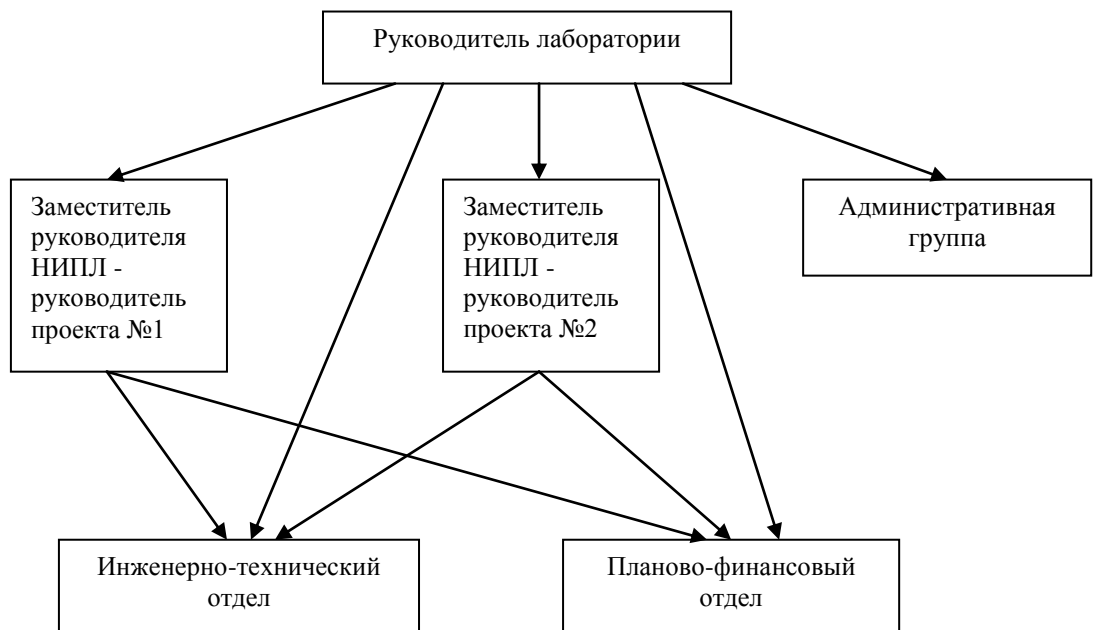 Руководитель лаборатории
Заместитель
руководителя
НИПЛ -
руководитель
проекта №1
Заместитель
руководителя
НИПЛ -
руководитель
проекта №2
Административная
группа
Инженерно-технический
отдел
Планово-финансовый
отдел